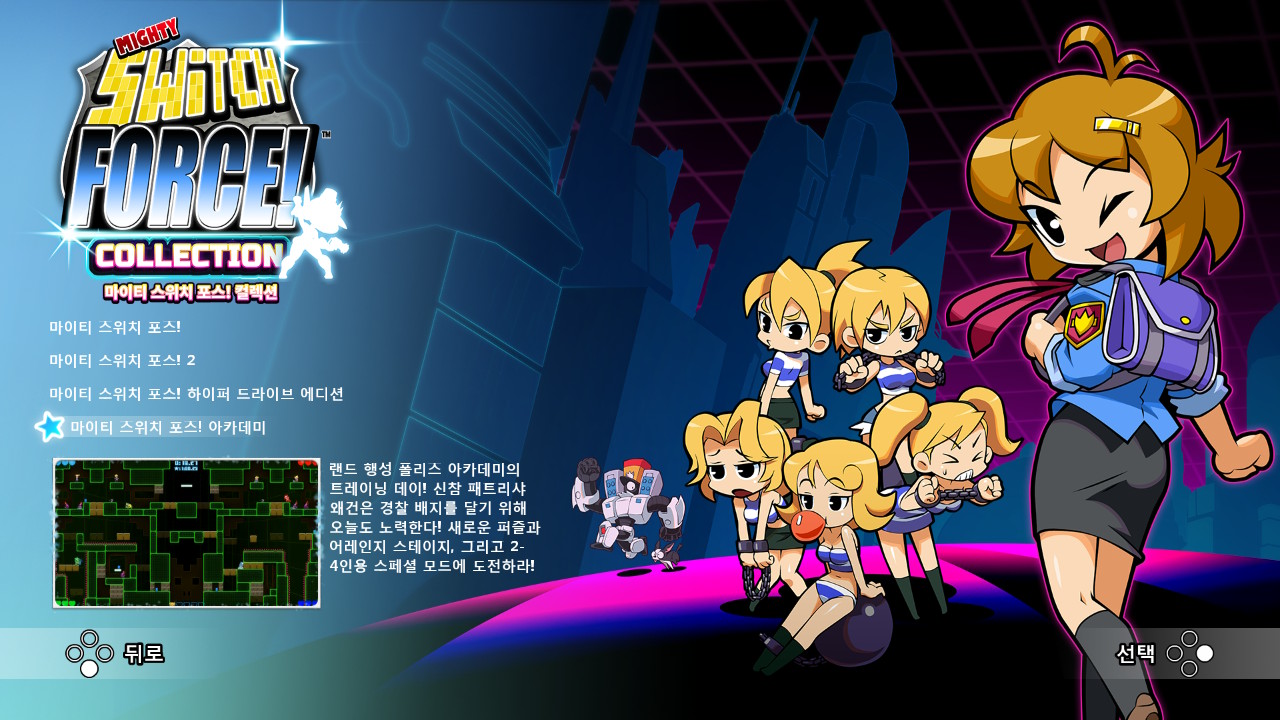 MIGHTY
SWITCH
FORCE!™
COLLECTION
마이티 스위치 포스! 컬렉션
마이티 스위치 포스!
마이티 스위치 포스! 2
마이티 스위치 포스! 하이퍼 드라이브 에디션
마이티 스위치 포스! 아카데미
랜드 행성 폴리스 아카데미의
트레이닝 데이! 신참 패트리샤
왜건은 경찰 배지를 달기 위해
오늘도 노력한다! 새로운 퍼즐과
어레인지 스테이지, 그리고 2-
4인용 스페셜 모드에 도전하라!
뒤로
선택